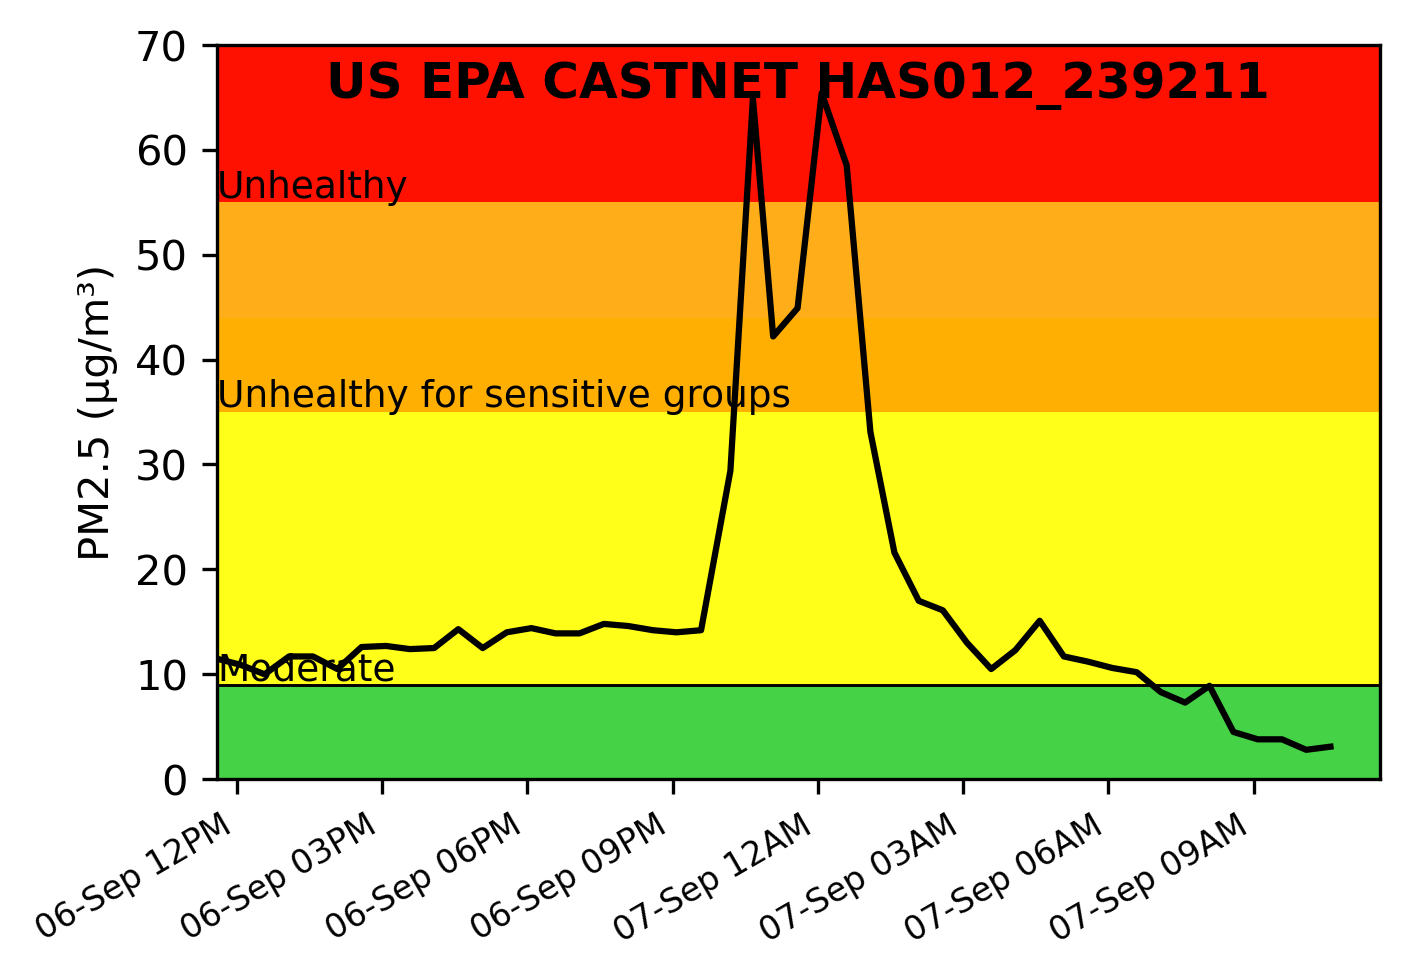 US EPA CASTNET HAS012_239211
70
60
50
40
30
20
10
0
PM2.5 (µg/m³)
Unhealthy
Unhealthy for sensitive groups
Moderate
06-Sep 12PM
06-Sep 03PM
06-Sep 06PM
06-Sep 09PM
07-Sep 12AM
07-Sep 03AM
07-Sep 06AM
07-Sep 09AM